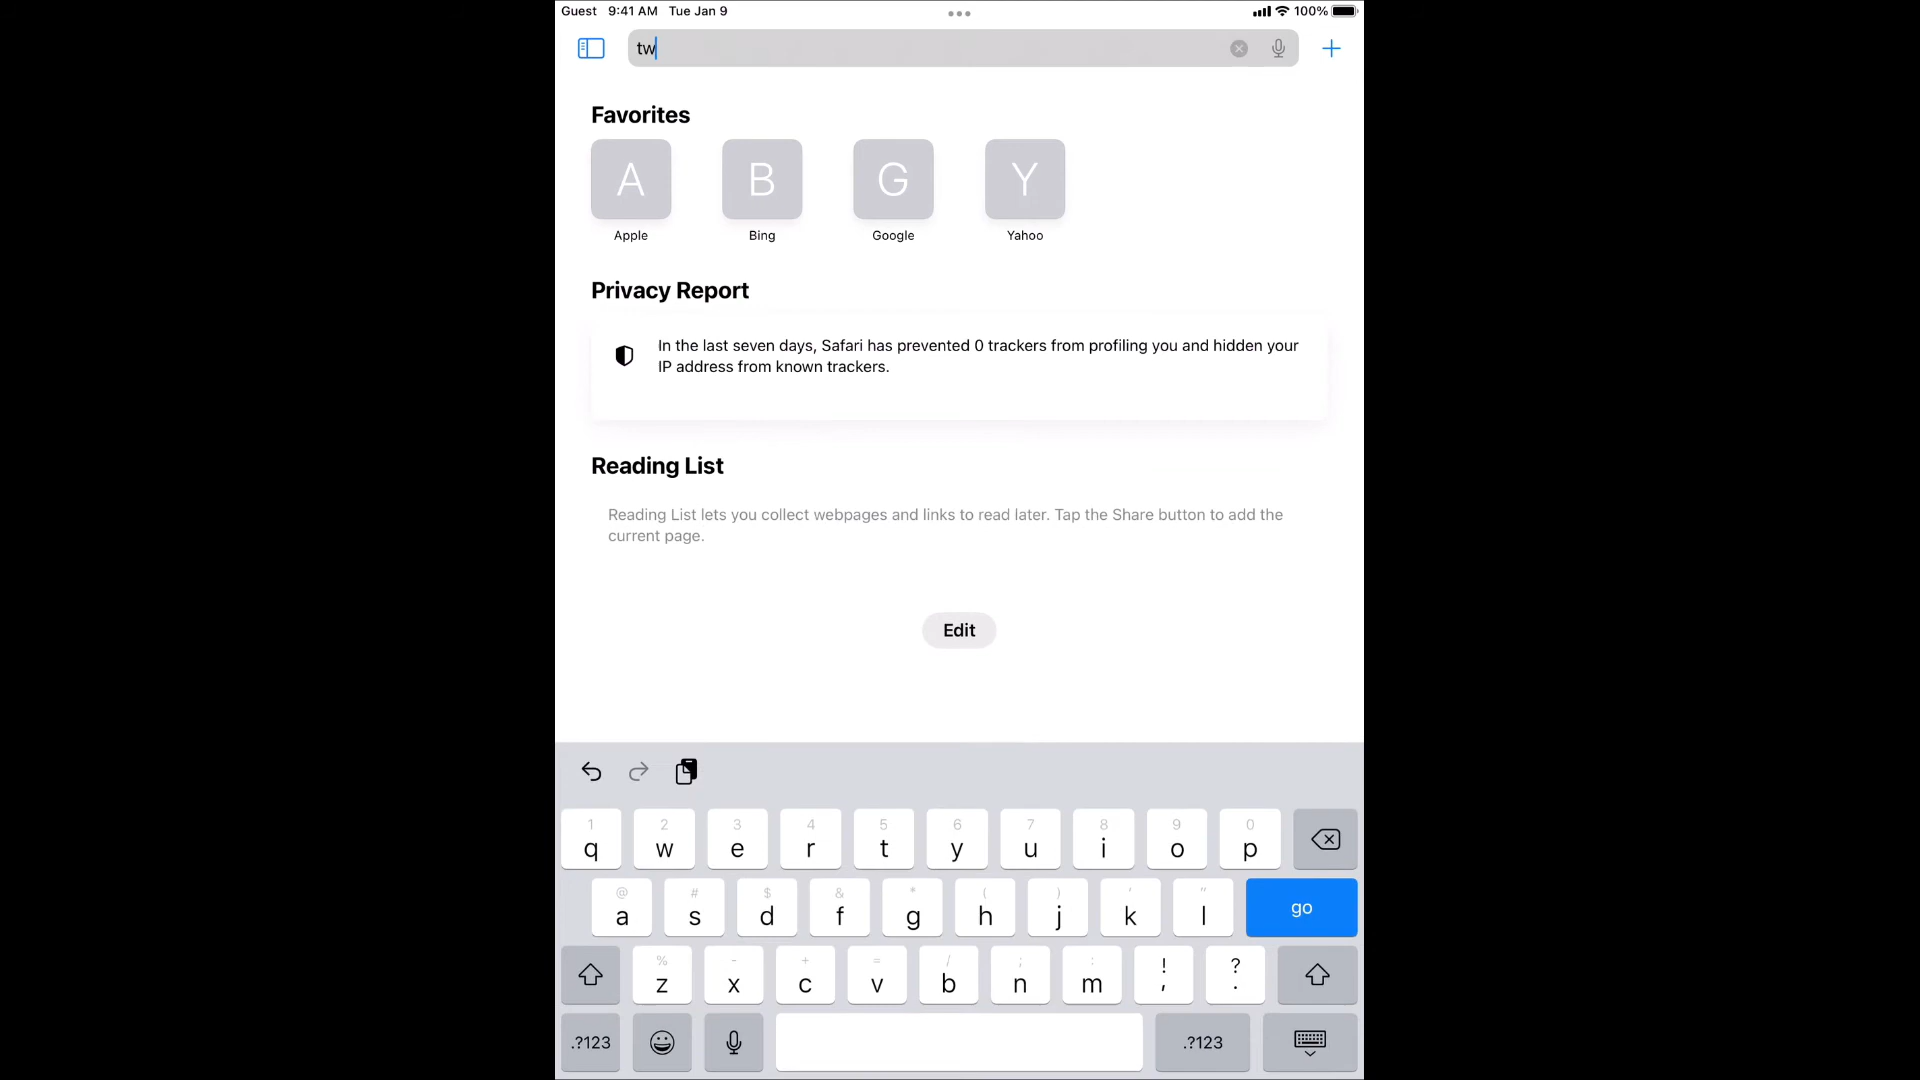 Guest 9:41 AM Tue Jan 9 100%
tw
Favorites
A B G Y
Apple Bing Google Yahoo
Privacy Report
In the last seven days, Safari has prevented 0 trackers from profiling you and hidden your
IP address from known trackers.
Reading List
Reading List lets you collect webpages and links to read later. Tap the Share button to add the
current page.
Edit
1 2 3 4 5 6 7 8 9 0
q w e r t y u i o p
@ # $ & * ( ) ' "
a s d f g h j k l go
% - + = / ; : ! ?
z x c v b n m , .
.?123 .?123